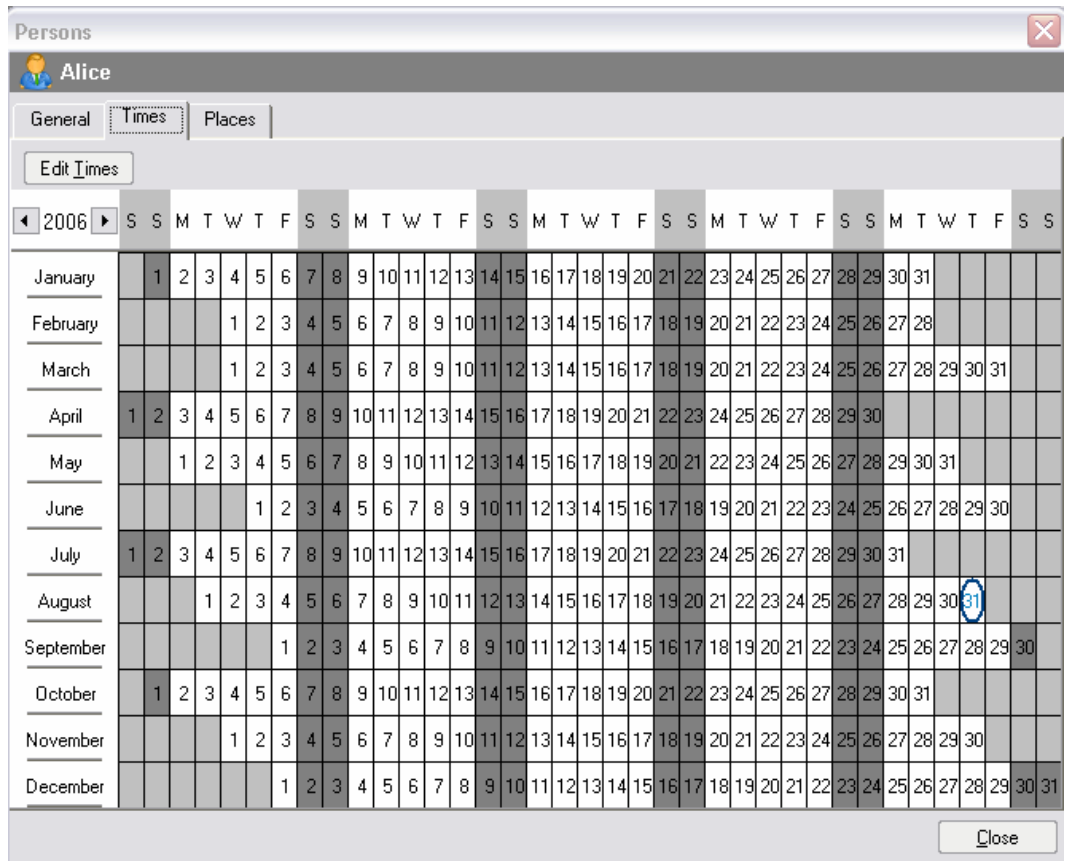 Persons
Alice
General Times Places
Edit Times
2006 S S M T W T F S S M T W T F S S M T W T F S S M T W T F S S M T W T F S S
January 1 2 3 4 5 6 7 8 9 10 11 12 13 14 15 16 17 18 19 20 21 22 23 24 25 26 27 28 29 30 31
February 1 2 3 4 5 6 7 8 9 10 11 12 13 14 15 16 17 18 19 20 21 22 23 24 25 26 27 28
March 1 2 3 4 5 6 7 8 9 10 11 12 13 14 15 16 17 18 19 20 21 22 23 24 25 26 27 28 29 30 31
April 1 2 3 4 5 6 7 8 9 10 11 12 13 14 15 16 17 18 19 20 21 22 23 24 25 26 27 28 29 30
May 1 2 3 4 5 6 7 8 9 10 11 12 13 14 15 16 17 18 19 20 21 22 23 24 25 26 27 28 29 30 31
June 1 2 3 4 5 6 7 8 9 10 11 12 13 14 15 16 17 18 19 20 21 22 23 24 25 26 27 28 29 30
July 1 2 3 4 5 6 7 8 9 10 11 12 13 14 15 16 17 18 19 20 21 22 23 24 25 26 27 28 29 30 31
August 1 2 3 4 5 6 7 8 9 10 11 12 13 14 15 16 17 18 19 20 21 22 23 24 25 26 27 28 29 30 31
September 1 2 3 4 5 6 7 8 9 10 11 12 13 14 15 16 17 18 19 20 21 22 23 24 25 26 27 28 29 30
October 1 2 3 4 5 6 7 8 9 10 11 12 13 14 15 16 17 18 19 20 21 22 23 24 25 26 27 28 29 30 31
November 1 2 3 4 5 6 7 8 9 10 11 12 13 14 15 16 17 18 19 20 21 22 23 24 25 26 27 28 29 30
December 1 2 3 4 5 6 7 8 9 10 11 12 13 14 15 16 17 18 19 20 21 22 23 24 25 26 27 28 29 30 31
Close